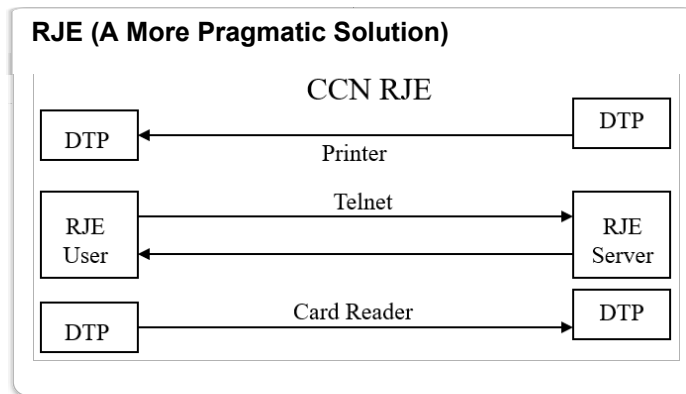 RJE (A More Pragmatic Solution)
CCN RJE
DTP
DTP
Printer
Telnet
RJE
User
RJE
Server
Card Reader
DTP
DTP